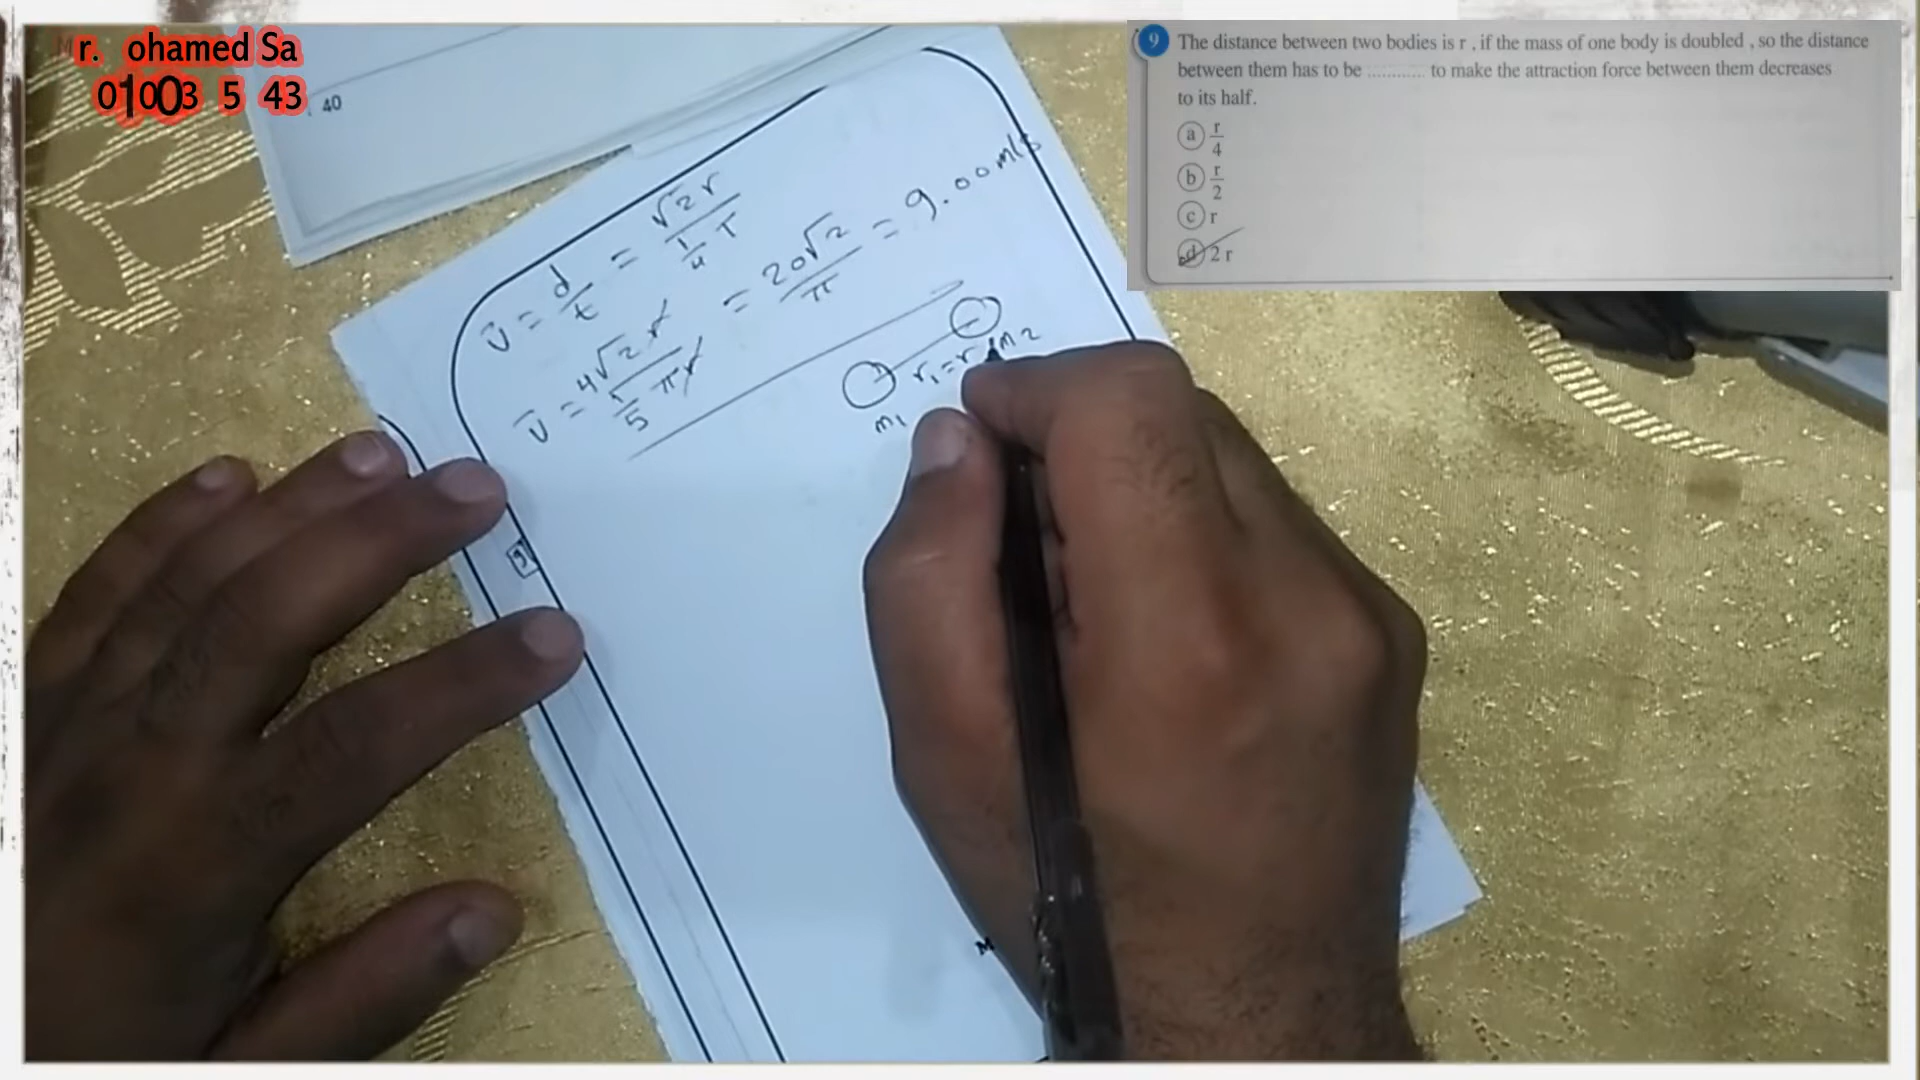 r. ohamed Sa
01003 5 43
40
9 The distance between two bodies is r , if the mass of one body is doubled , so the distance
between them has to be ............ to make the attraction force between them decreases
to its half.
a r/4
b r/2
c r
d 2 r
v̄ = d/t = √2 r / (1/4 T)
v̄ = 4√2 r / (1/5 π r) = 20√2 / π = 9.00 m/s
r₁ = r
m₁ m2
9
M